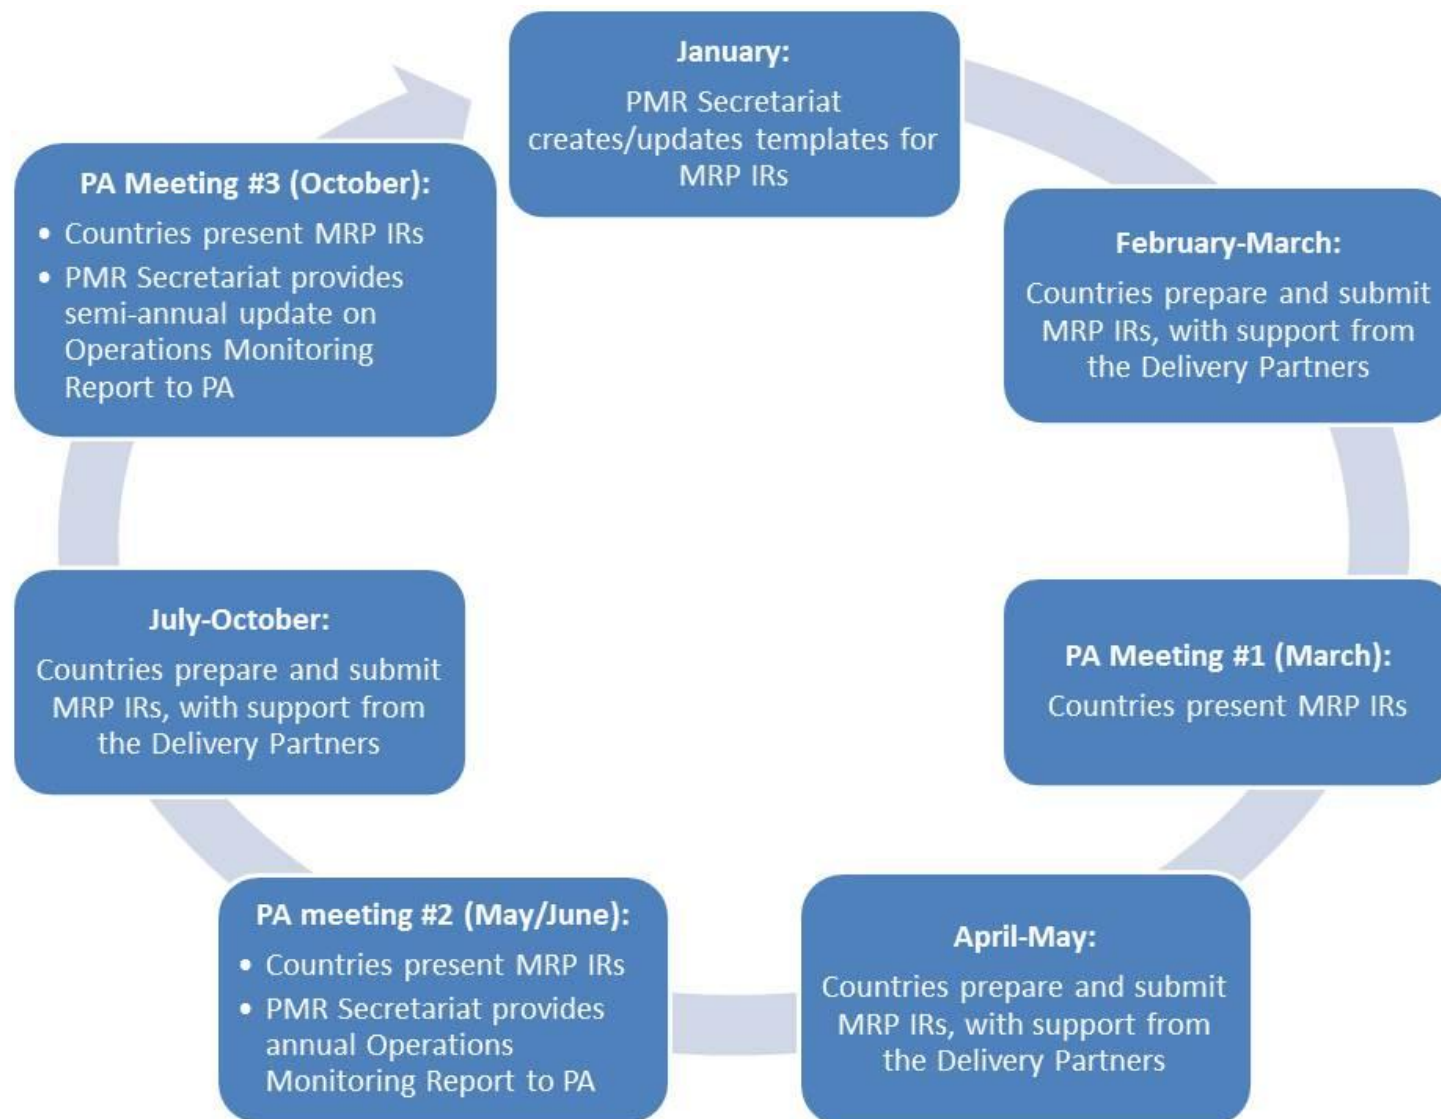 January:
PMR Secretariat
creates/updates templates for
MRP IRs
February-March:
Countries prepare and submit
MRP IRs, with support from
the Delivery Partners
PA Meeting #1 (March):
Countries present MRP IRs
April-May:
Countries prepare and submit
MRP IRs, with support from
the Delivery Partners
PA meeting #2 (May/June):
• Countries present MRP IRs
• PMR Secretariat provides
annual Operations
Monitoring Report to PA
July-October:
Countries prepare and submit
MRP IRs, with support from
the Delivery Partners
PA Meeting #3 (October):
• Countries present MRP IRs
• PMR Secretariat provides
semi-annual update on
Operations Monitoring
Report to PA